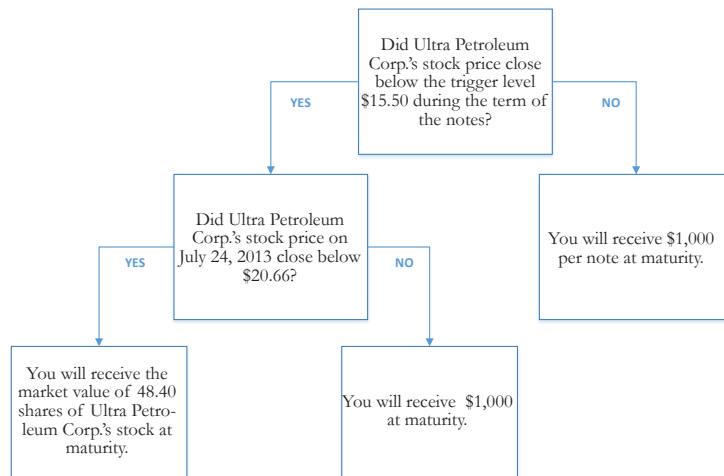 Did Ultra Petroleum
Corp.'s stock price close
below the trigger level
$15.50 during the term of
the notes?
YES
NO
Did Ultra Petroleum
Corp.'s stock price on
July 24, 2013 close below
$20.66?
You will receive $1,000
per note at maturity.
YES
NO
You will receive the
market value of 48.40
shares of Ultra Petro-
leum Corp.'s stock at
maturity.
You will receive $1,000
at maturity.